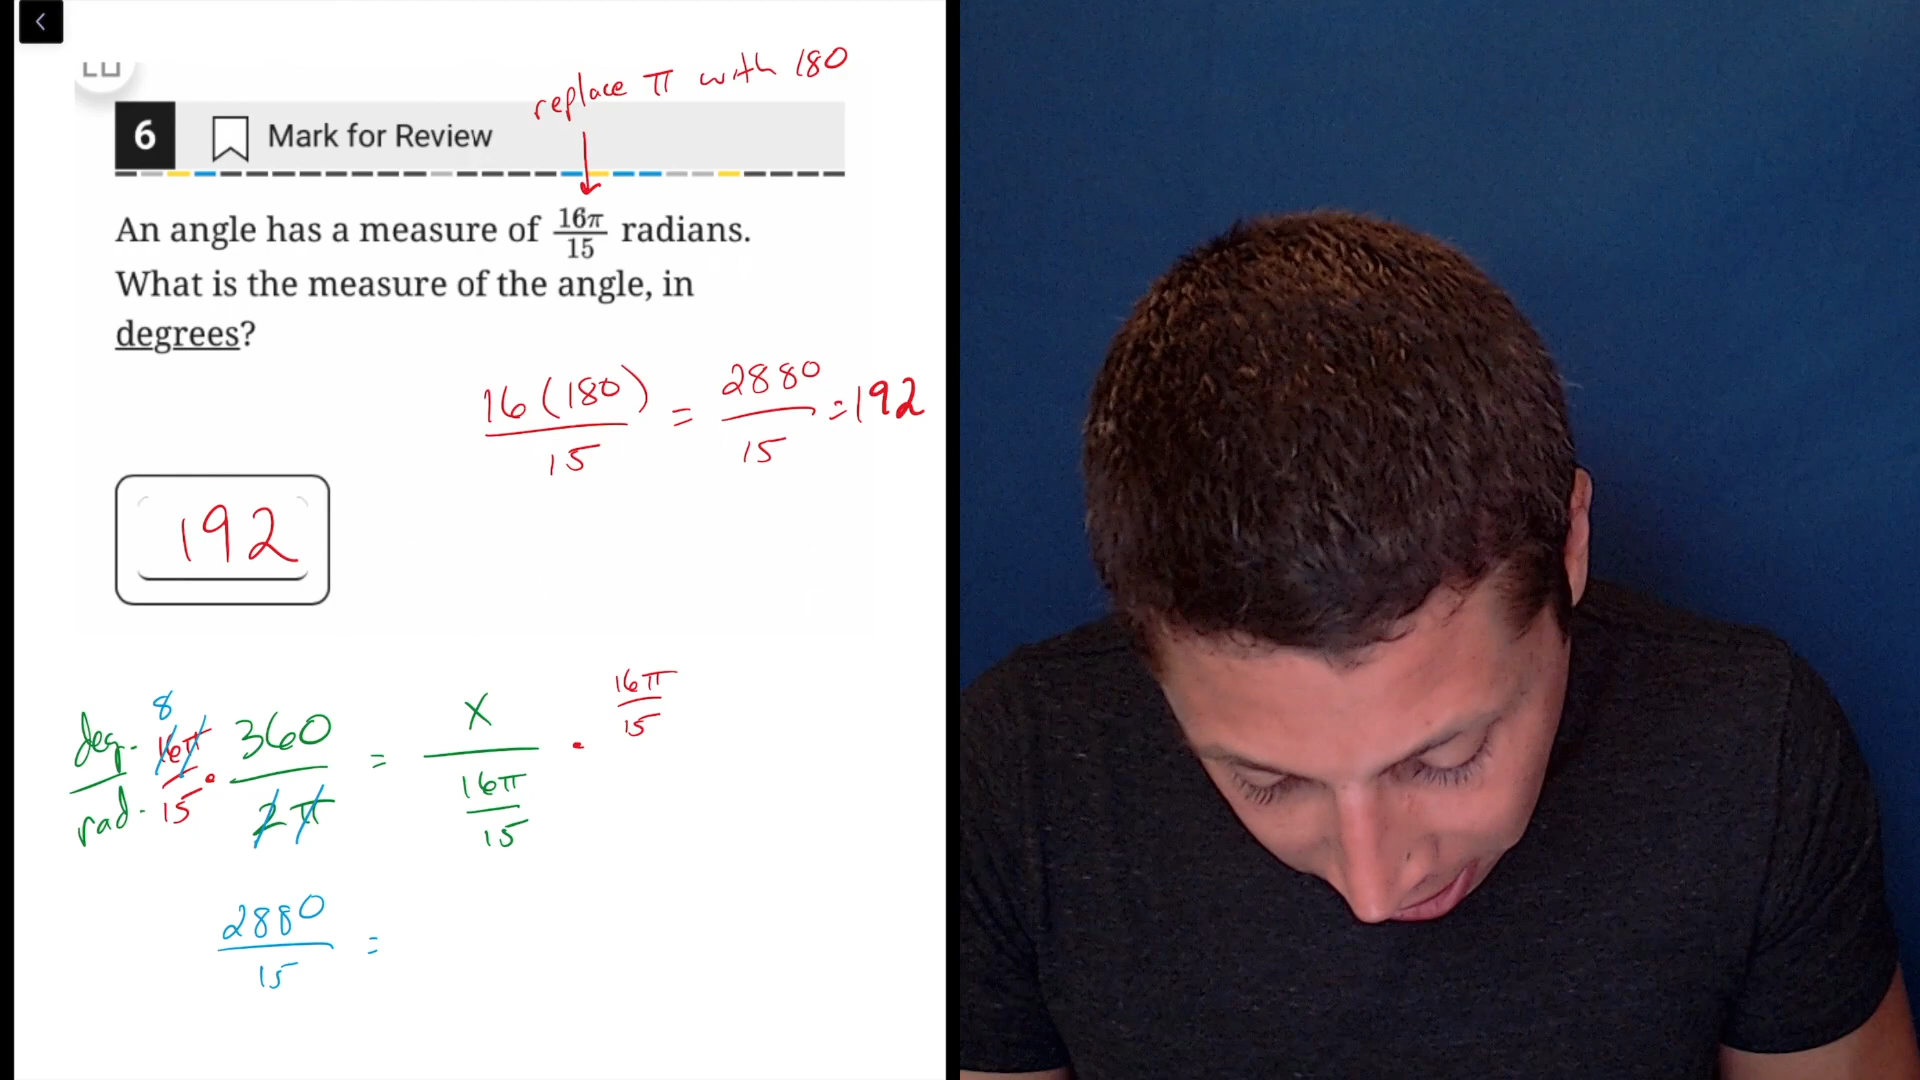 replace π with 180
6 Mark for Review
An angle has a measure of 16π/15 radians.
What is the measure of the angle, in
degrees?
16(180)/15 = 2880/15 = 192
192
deg./rad. 8 16π/15 · 360/2π = x/(16π/15) · 16π/15
2880/15 =